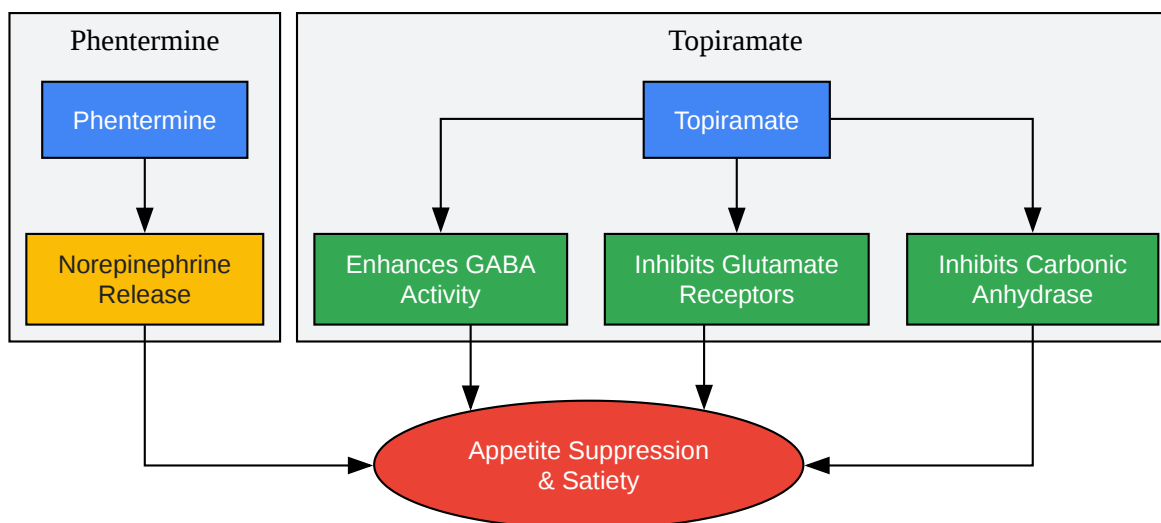 Phentermine
Topiramate
Phentermine
Topiramate
Norepinephrine
Release
Enhances GABA
Activity
Inhibits Glutamate
Receptors
Inhibits Carbonic
Anhydrase
Appetite Suppression
& Satiety